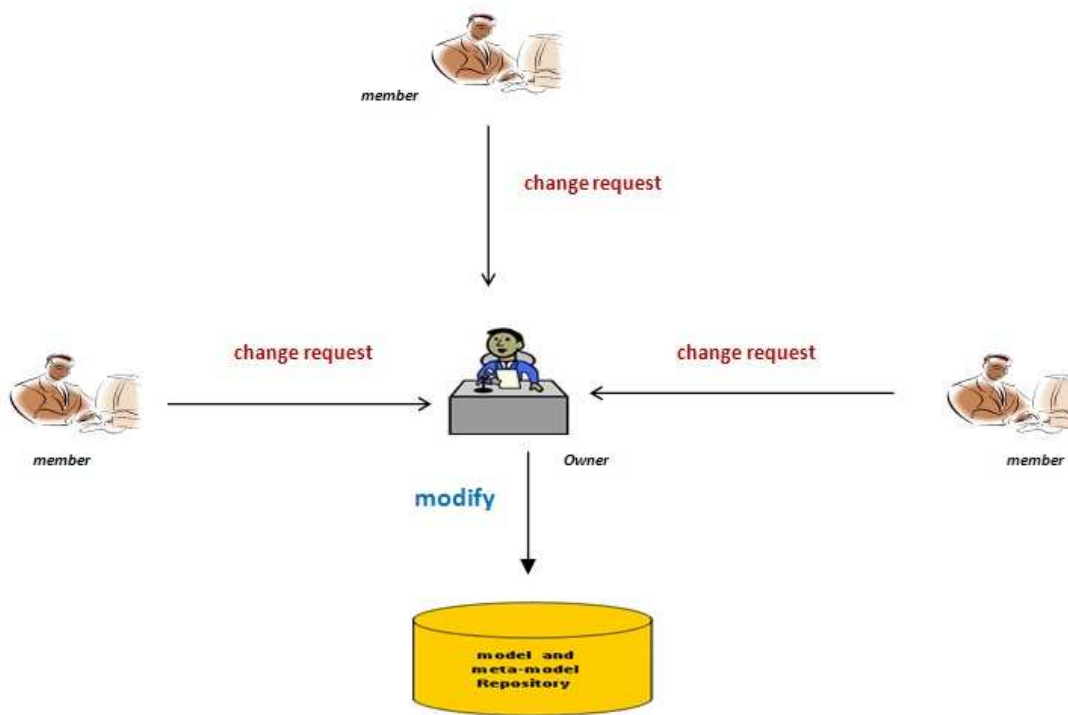 member
change request
change request
change request
member
Owner
member
modify
model and
meta-model
Repository